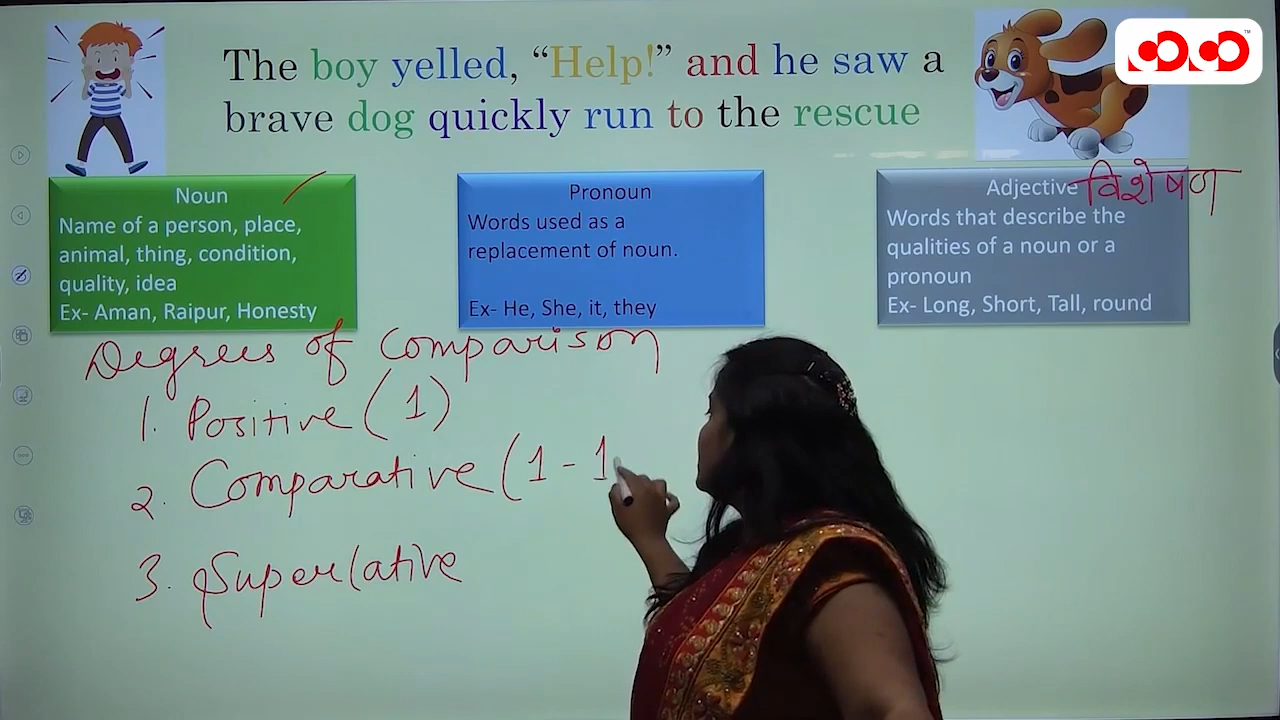 The boy yelled, “Help!” and he saw a
brave dog quickly run to the rescue
Noun
Name of a person, place,
animal, thing, condition,
quality, idea
Ex- Aman, Raipur, Honesty
Pronoun
Words used as a
replacement of noun.
Ex- He, She, it, they
Adjective विशेषण
Words that describe the
qualities of a noun or a
pronoun
Ex- Long, Short, Tall, round
Degrees of Comparison
1. Positive (1)
2. Comparative (1 - 1
3. Superlative